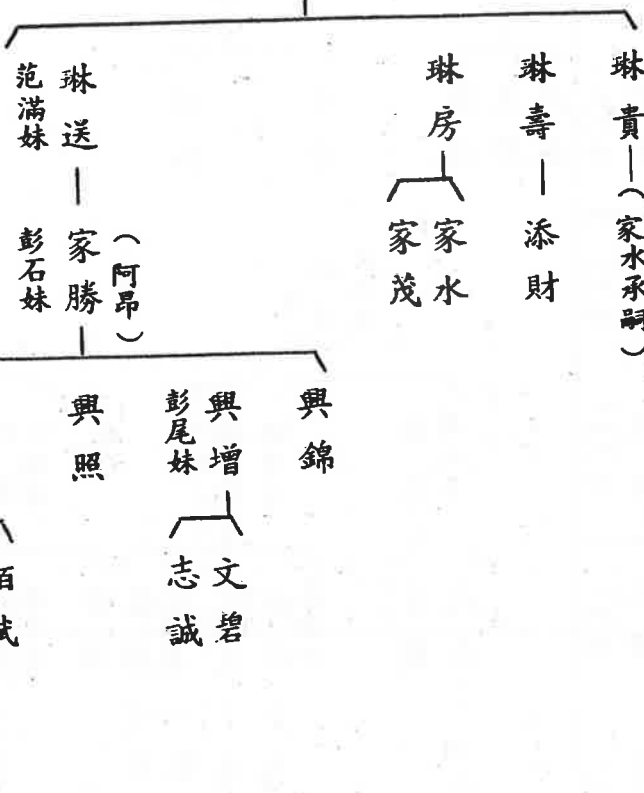 琳貴
（家水承嗣）
琳壽
添財
琳房
家水
家茂
琳送
范滿妹
（阿昂）
家勝
彭石妹
興錦
興增
彭尾妹
興照
文碧
志誠